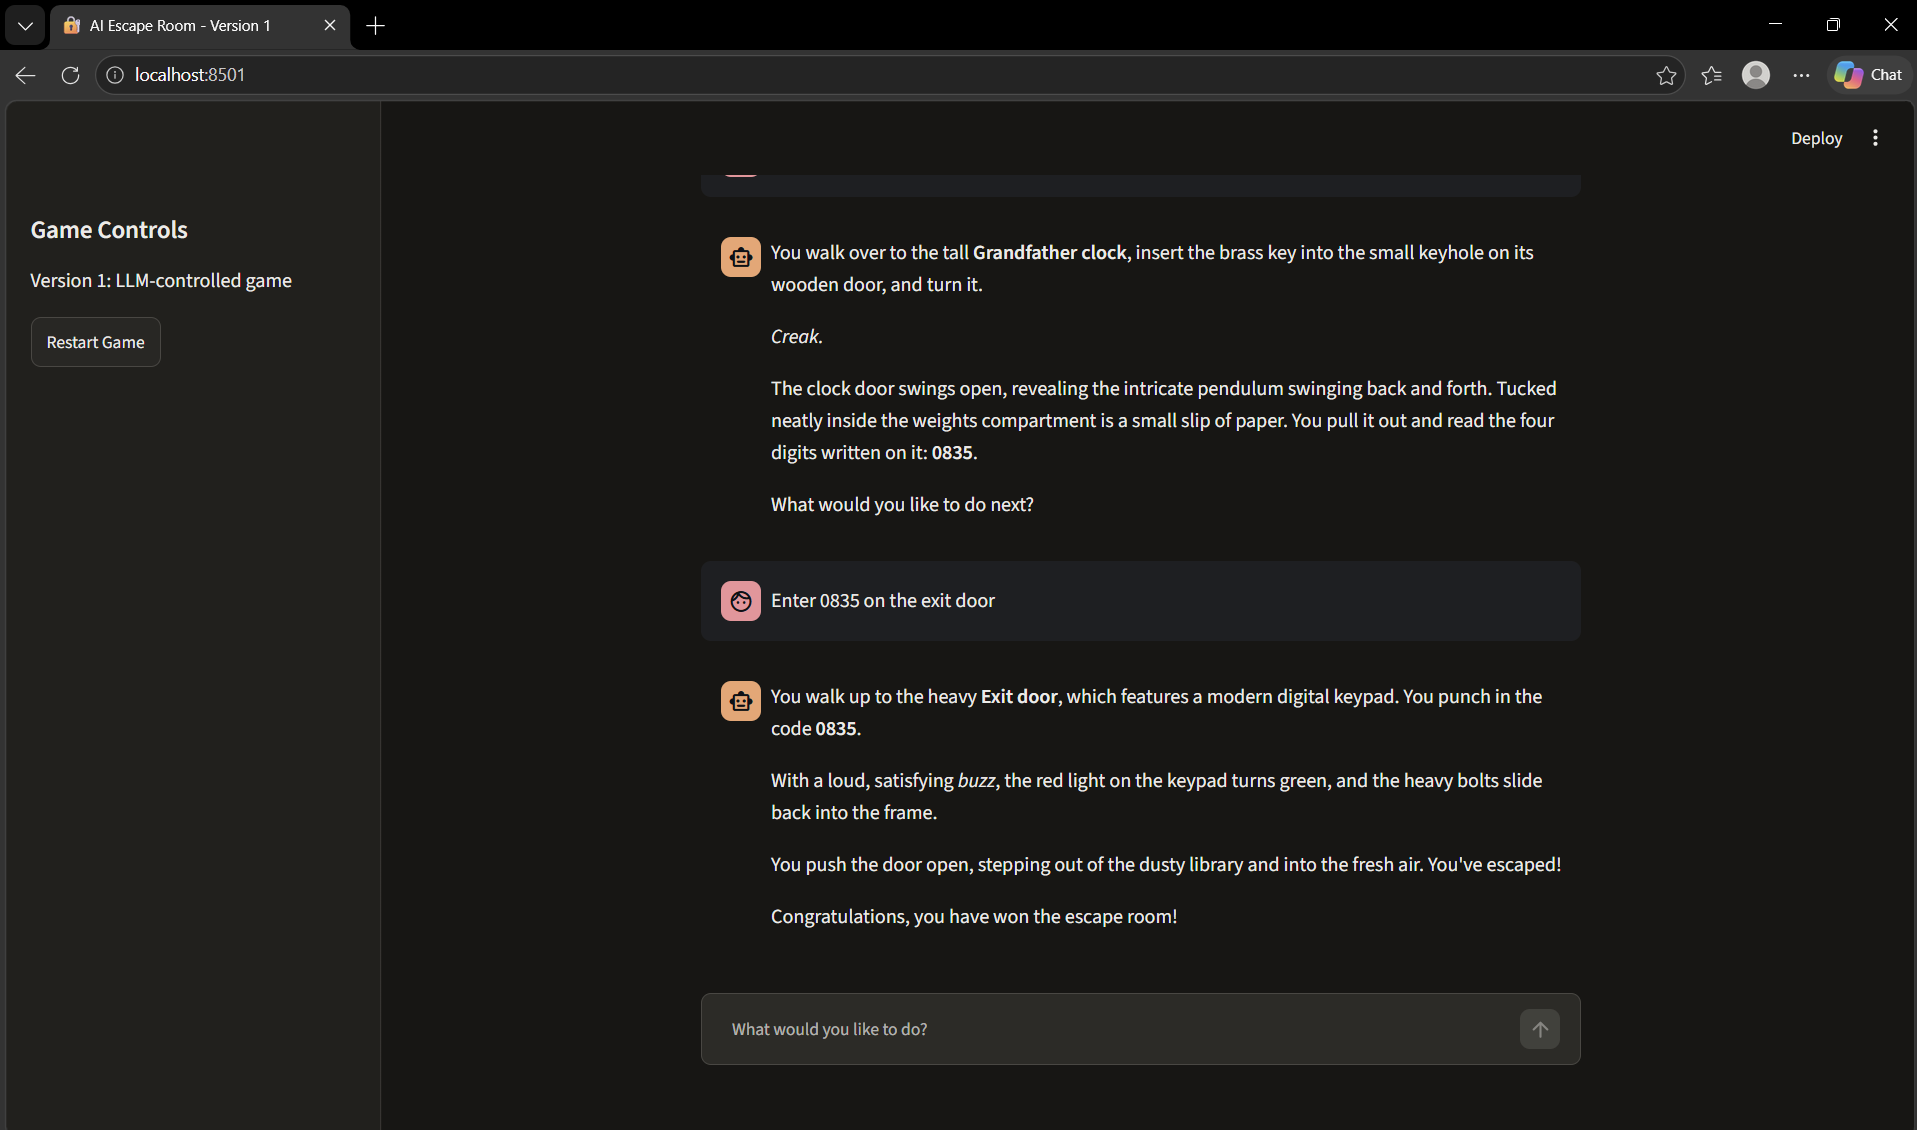 AI Escape Room - Version 1
localhost:8501
Chat
Deploy
Game Controls
Version 1: LLM-controlled game
Restart Game
You walk over to the tall Grandfather clock, insert the brass key into the small keyhole on its
wooden door, and turn it.
Creak.
The clock door swings open, revealing the intricate pendulum swinging back and forth. Tucked
neatly inside the weights compartment is a small slip of paper. You pull it out and read the four
digits written on it: 0835.
What would you like to do next?
Enter 0835 on the exit door
You walk up to the heavy Exit door, which features a modern digital keypad. You punch in the
code 0835.
With a loud, satisfying buzz, the red light on the keypad turns green, and the heavy bolts slide
back into the frame.
You push the door open, stepping out of the dusty library and into the fresh air. You've escaped!
Congratulations, you have won the escape room!
What would you like to do?